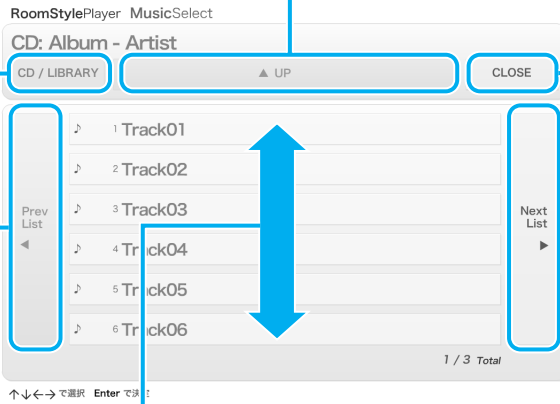 RoomStylePlayer MusicSelect
CD: Album - Artist
CD / LIBRARY ▲ UP CLOSE
♪ 1 Track01
♪ 2 Track02
♪ 3 Track03
♪ 4 Track04
♪ 5 Track05
♪ 6 Track06
Prev
List
◀
Next
List
▶
1 / 3 Total
↑↓←→で選択 Enter で決定